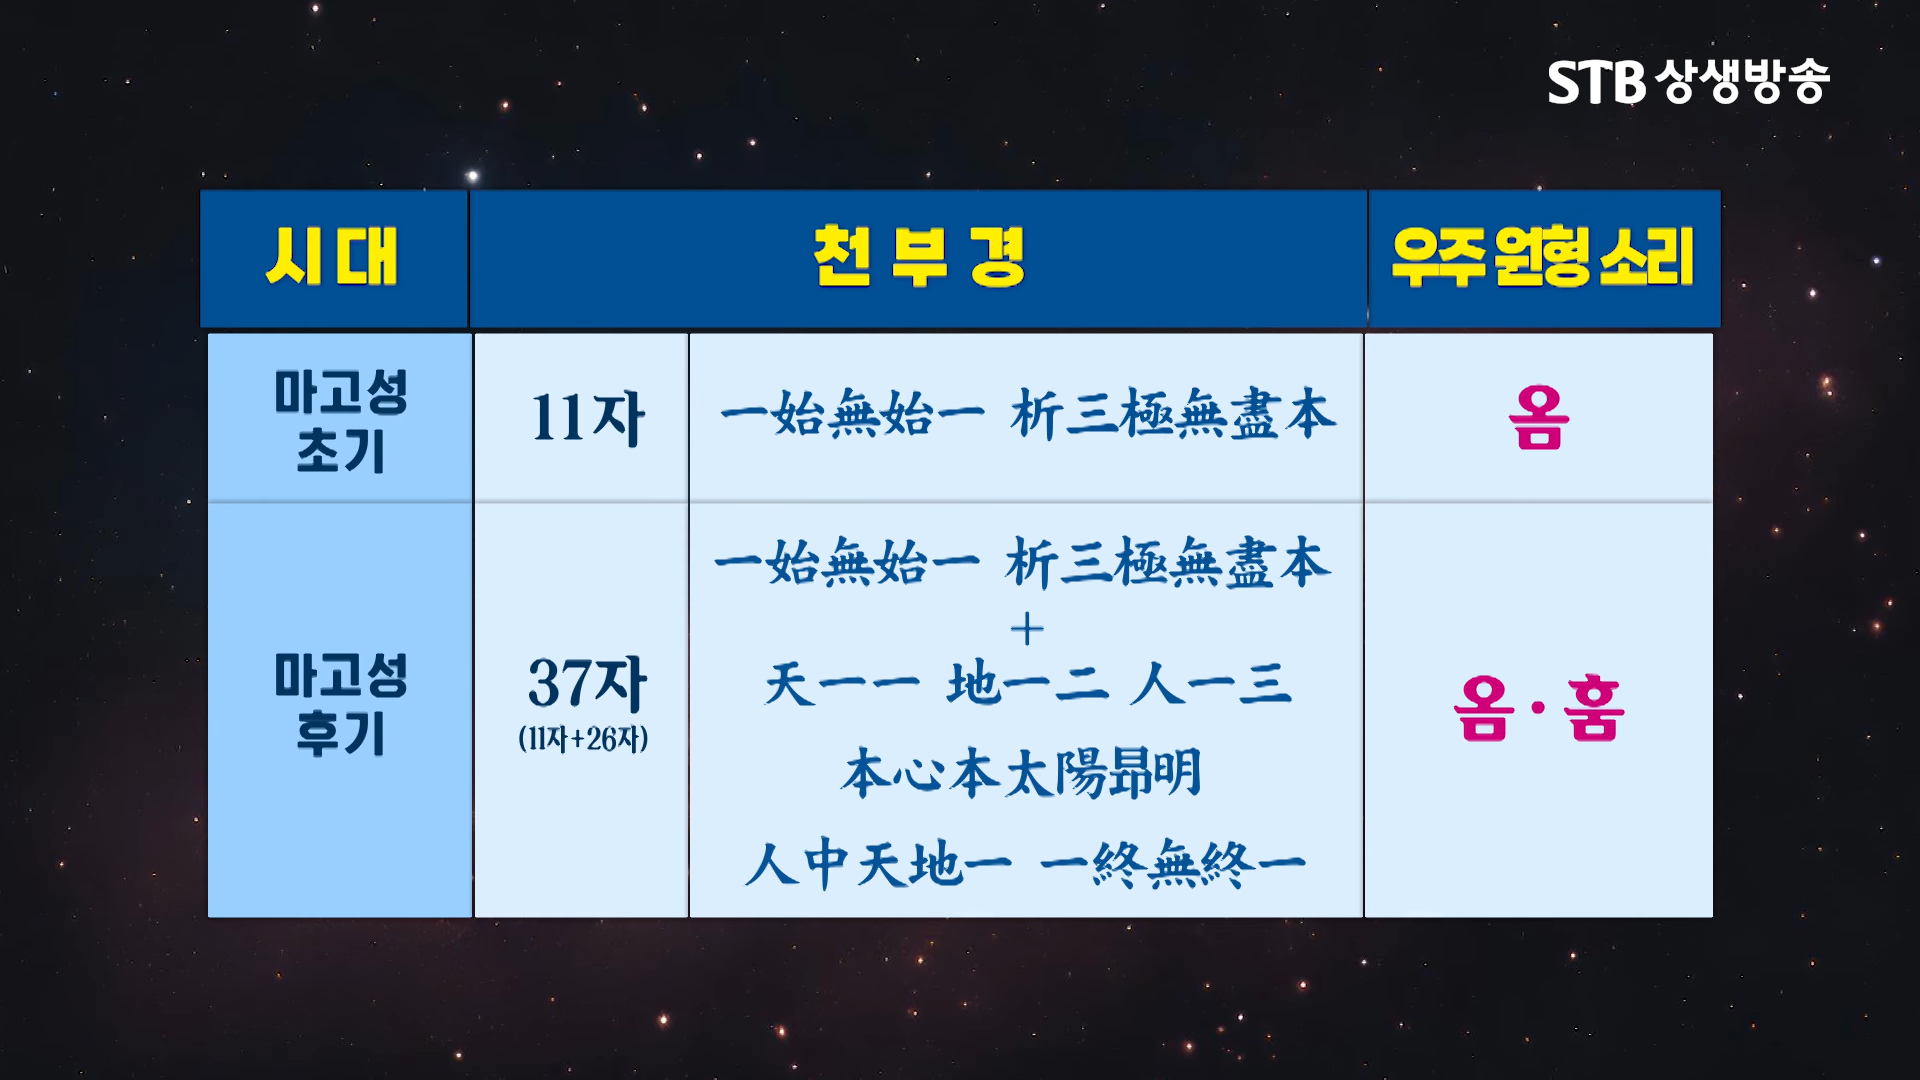 STB 상생방송
시대 천부경 우주 원형 소리
마고성
초기
11자
一始無始一 析三極無盡本
옴
마고성
후기
37자
(11자+26자)
一始無始一 析三極無盡本
+
天一一 地一二 人一三
本心本太陽昻明
人中天地一 一終無終一
옴·훔